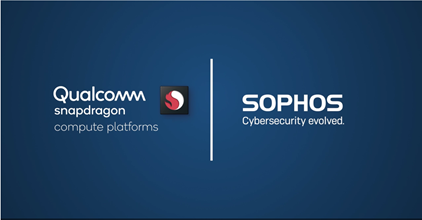 Qualcomm
snapdragon
compute platforms
SOPHOS
Cybersecurity evolved.